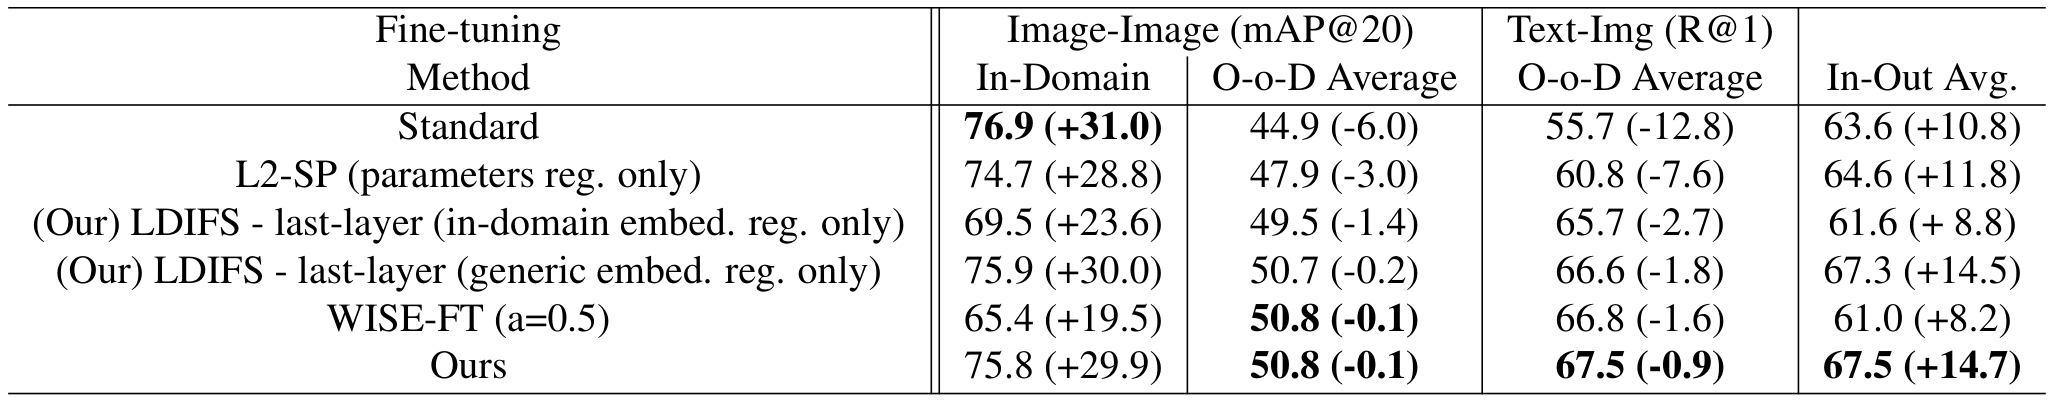 Fine-tuning Image-Image (mAP@20) Text-Img (R@1)
Method In-Domain O-o-D Average O-o-D Average In-Out Avg.
Standard 76.9 (+31.0) 44.9 (-6.0) 55.7 (-12.8) 63.6 (+10.8)
L2-SP (parameters reg. only) 74.7 (+28.8) 47.9 (-3.0) 60.8 (-7.6) 64.6 (+11.8)
(Our) LDIFS - last-layer (in-domain embed. reg. only) 69.5 (+23.6) 49.5 (-1.4) 65.7 (-2.7) 61.6 (+ 8.8)
(Our) LDIFS - last-layer (generic embed. reg. only) 75.9 (+30.0) 50.7 (-0.2) 66.6 (-1.8) 67.3 (+14.5)
WISE-FT (a=0.5) 65.4 (+19.5) 50.8 (-0.1) 66.8 (-1.6) 61.0 (+8.2)
Ours 75.8 (+29.9) 50.8 (-0.1) 67.5 (-0.9) 67.5 (+14.7)